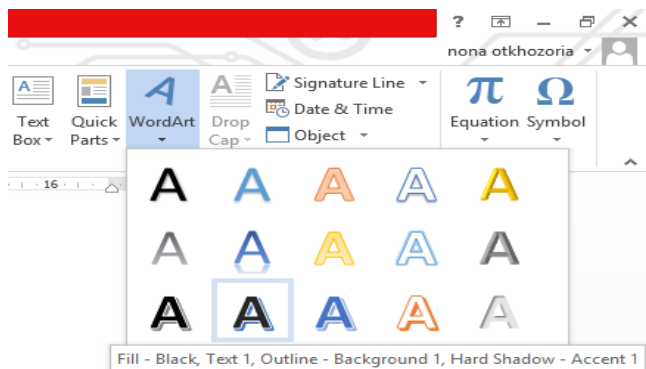 ?
nona otkhozoria
Text Box
Quick Parts
WordArt
Drop Cap
Signature Line
Date & Time
Object
Equation
Symbol
A
A
π
Ω
A
16
A A A A A
A A A A A
A A A A A
Fill - Black, Text 1, Outline - Background 1, Hard Shadow - Accent 1